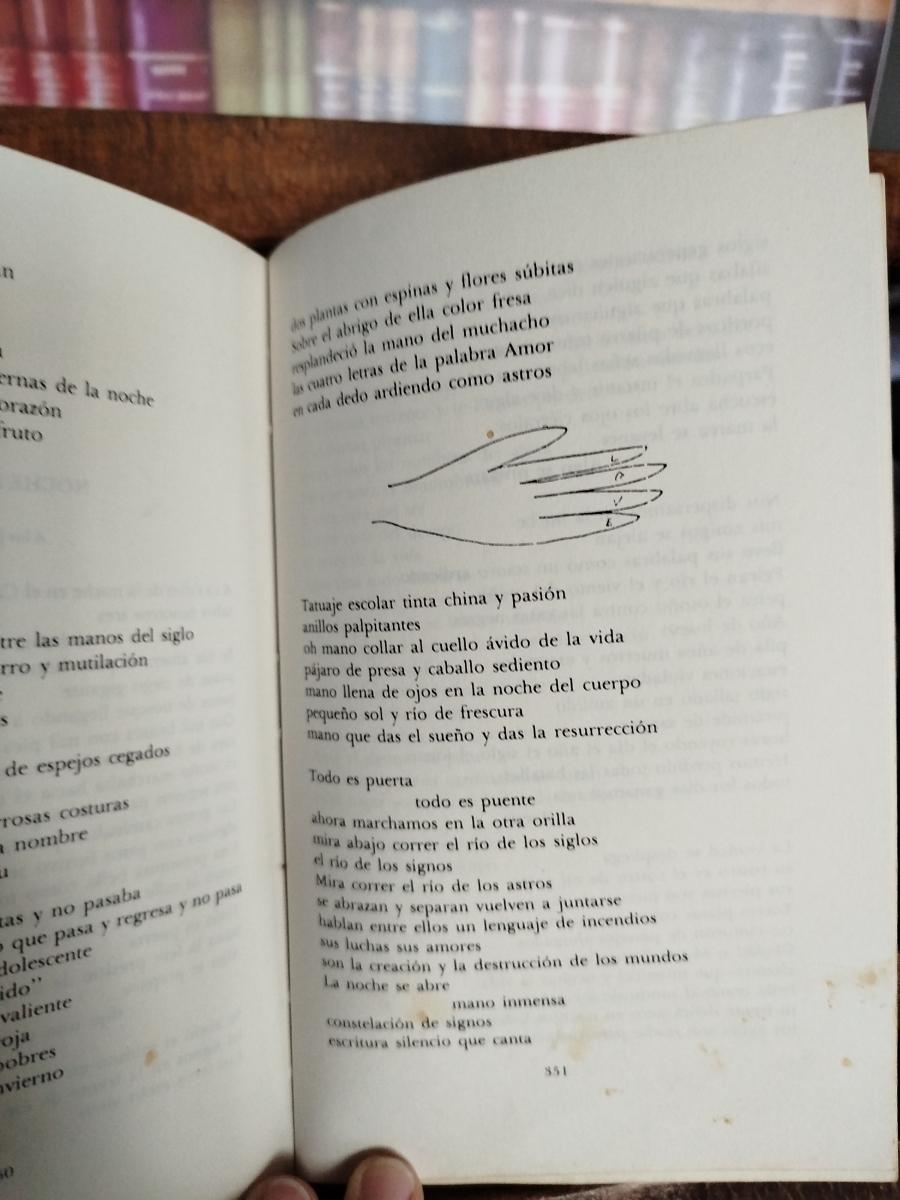 ernas de la noche
orazón
ruto
tre las manos del siglo
rro y mutilación
s
de espejos cegados
rosas costuras
nombre
u
tas y no pasaba
que pasa y regresa y no pasa
dolescente
ido”
valiente
oja
pobres
nvierno
dos plantas con espinas y flores súbitas
Sobre el abrigo de ella color fresa
resplandeció la mano del muchacho
las cuatro letras de la palabra Amor
en cada dedo ardiendo como astros
L
V
E
Tatuaje escolar tinta china y pasión
anillos palpitantes
oh mano collar al cuello ávido de la vida
pájaro de presa y caballo sediento
mano llena de ojos en la noche del cuerpo
pequeño sol y río de frescura
mano que das el sueño y das la resurrección
Todo es puerta
todo es puente
ahora marchamos en la otra orilla
mira abajo correr el río de los siglos
el río de los signos
Mira correr el río de los astros
se abrazan y separan vuelven a juntarse
hablan entre ellos un lenguaje de incendios
sus luchas sus amores
son la creación y la destrucción de los mundos
La noche se abre
mano inmensa
constelación de signos
escritura silencio que canta
351